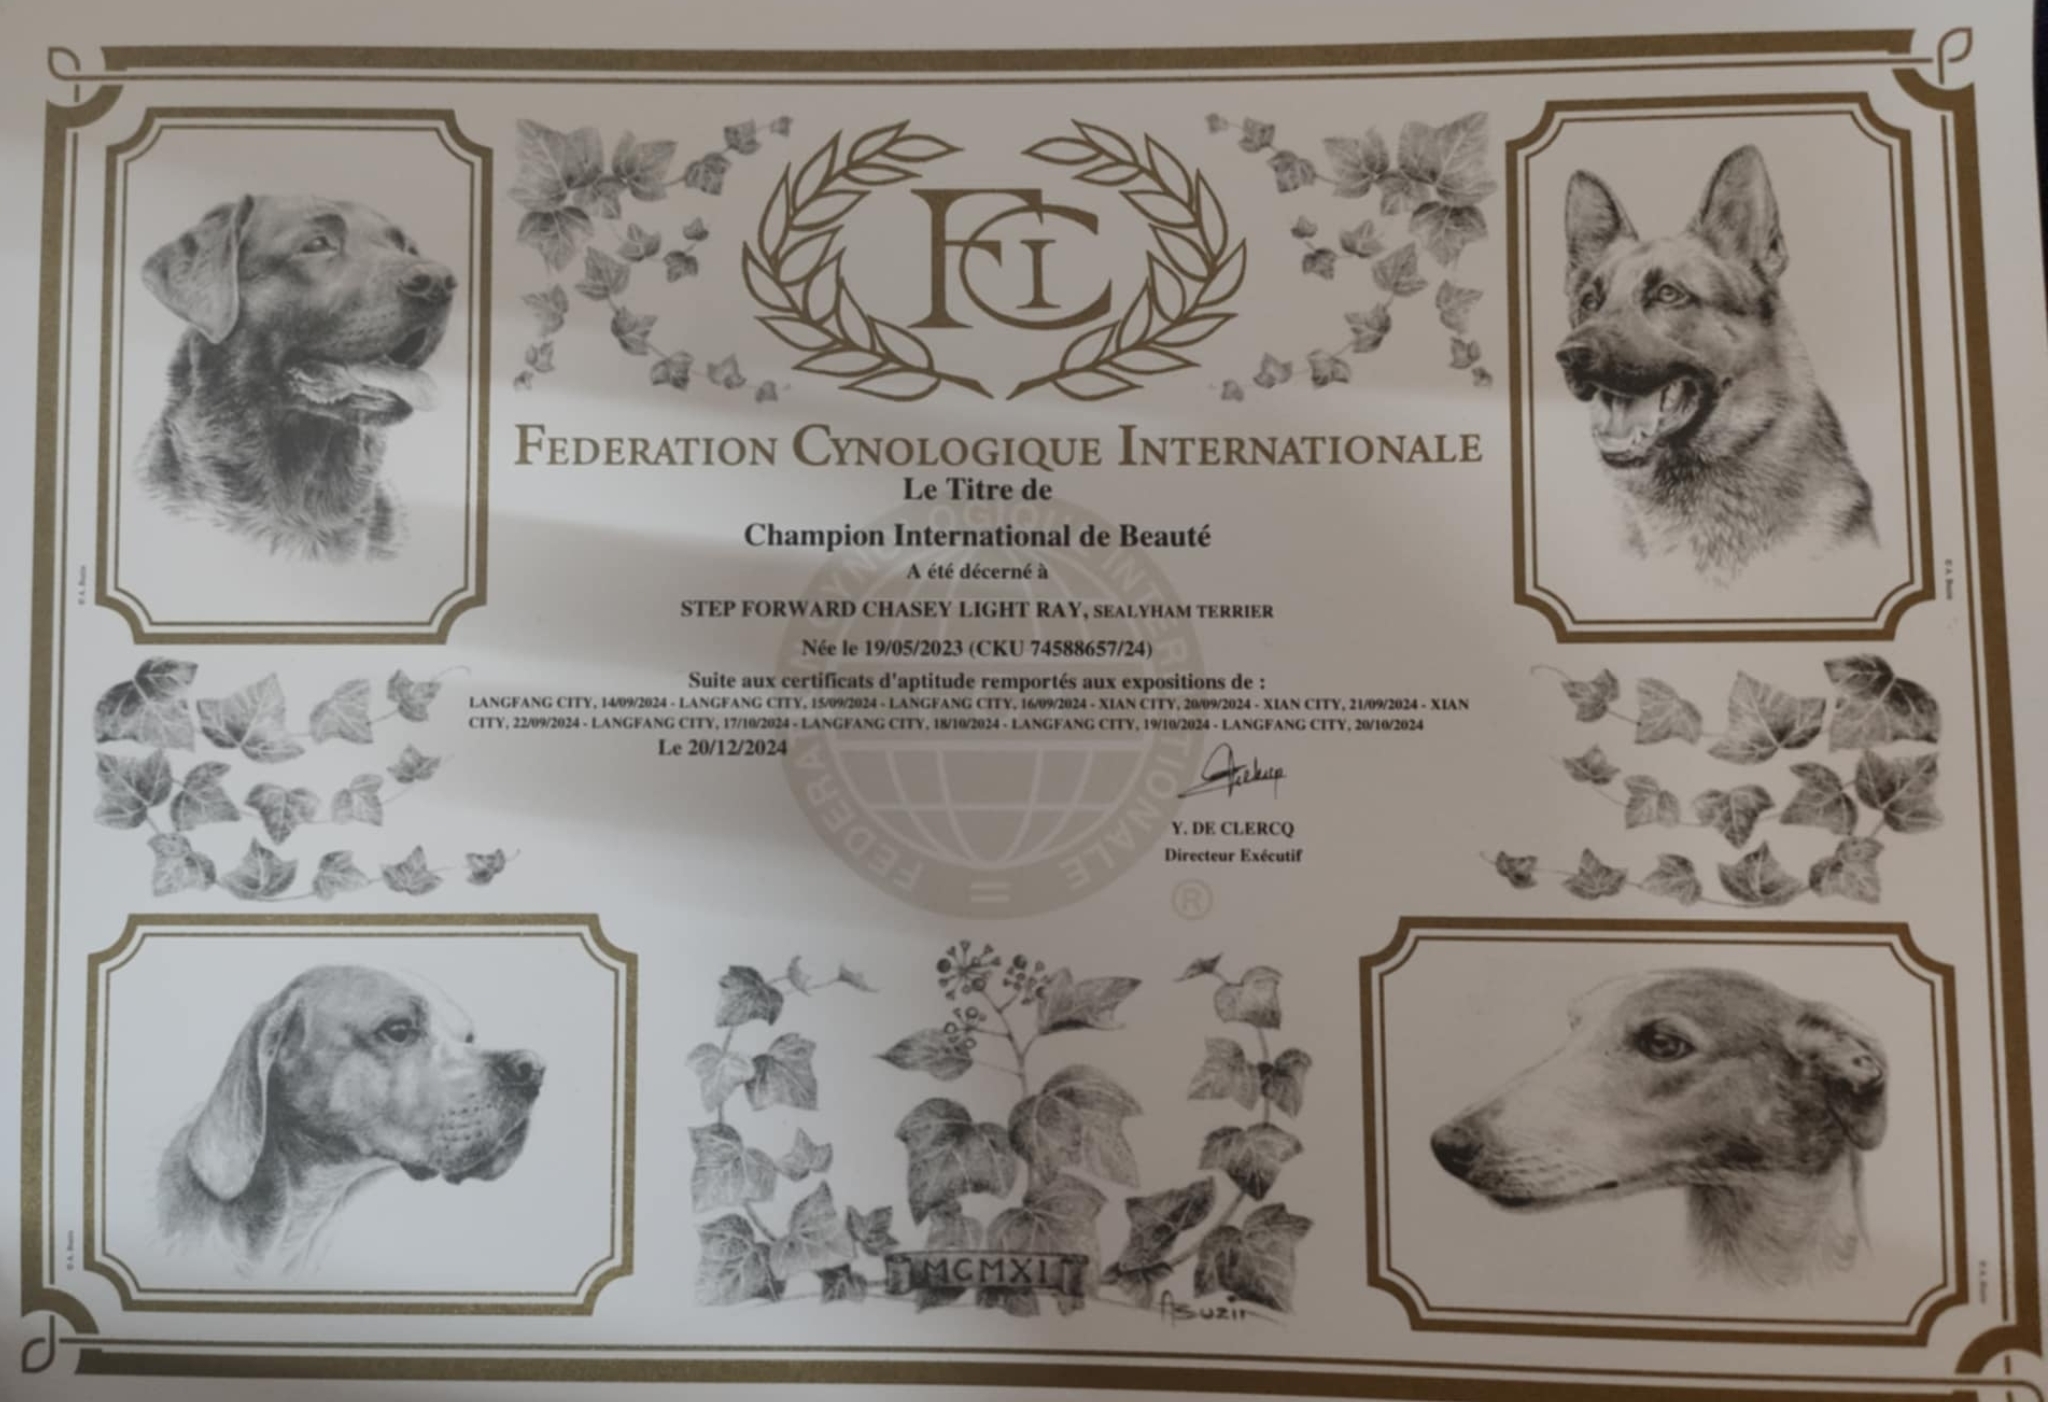 FCI
FEDERATION CYNOLOGIQUE INTERNATIONALE
Le Titre de
Champion International de Beauté
A été décerné à
STEP FORWARD CHASEY LIGHT RAY, SEALYHAM TERRIER
Née le 19/05/2023 (CKU 74588657/24)
Suite aux certificats d'aptitude remportés aux expositions de :
LANGFANG CITY, 14/09/2024 - LANGFANG CITY, 15/09/2024 - LANGFANG CITY, 16/09/2024 - XIAN CITY, 20/09/2024 - XIAN CITY, 21/09/2024 - XIAN
CITY, 22/09/2024 - LANGFANG CITY, 17/10/2024 - LANGFANG CITY, 18/10/2024 - LANGFANG CITY, 19/10/2024 - LANGFANG CITY, 20/10/2024
Le 20/12/2024
Y. DE CLERCQ
Directeur Exécutif
FEDERATION CYNOLOGIQUE INTERNATIONALE
®
MCMXI